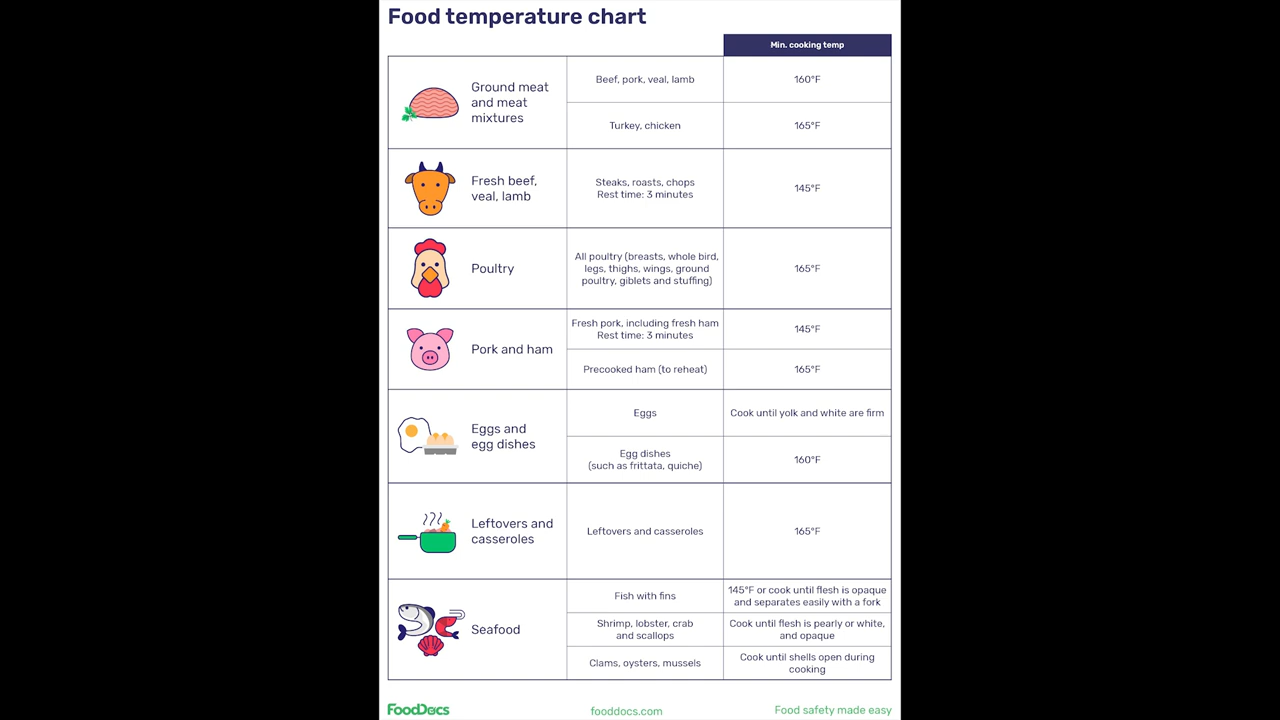 Food temperature chart
Min. cooking temp
Ground meat
and meat
mixtures
Beef, pork, veal, lamb
160°F
Turkey, chicken
165°F
Fresh beef,
veal, lamb
Steaks, roasts, chops
Rest time: 3 minutes
145°F
Poultry
All poultry (breasts, whole bird,
legs, thighs, wings, ground
poultry, giblets and stuffing)
165°F
Pork and ham
Fresh pork, including fresh ham
Rest time: 3 minutes
145°F
Precooked ham (to reheat)
165°F
Eggs and
egg dishes
Eggs
Cook until yolk and white are firm
Egg dishes
(such as frittata, quiche)
160°F
Leftovers and
casseroles
Leftovers and casseroles
165°F
Seafood
Fish with fins
145°F or cook until flesh is opaque
and separates easily with a fork
Shrimp, lobster, crab
and scallops
Cook until flesh is pearly or white,
and opaque
Clams, oysters, mussels
Cook until shells open during
cooking
FoodDocs
fooddocs.com
Food safety made easy